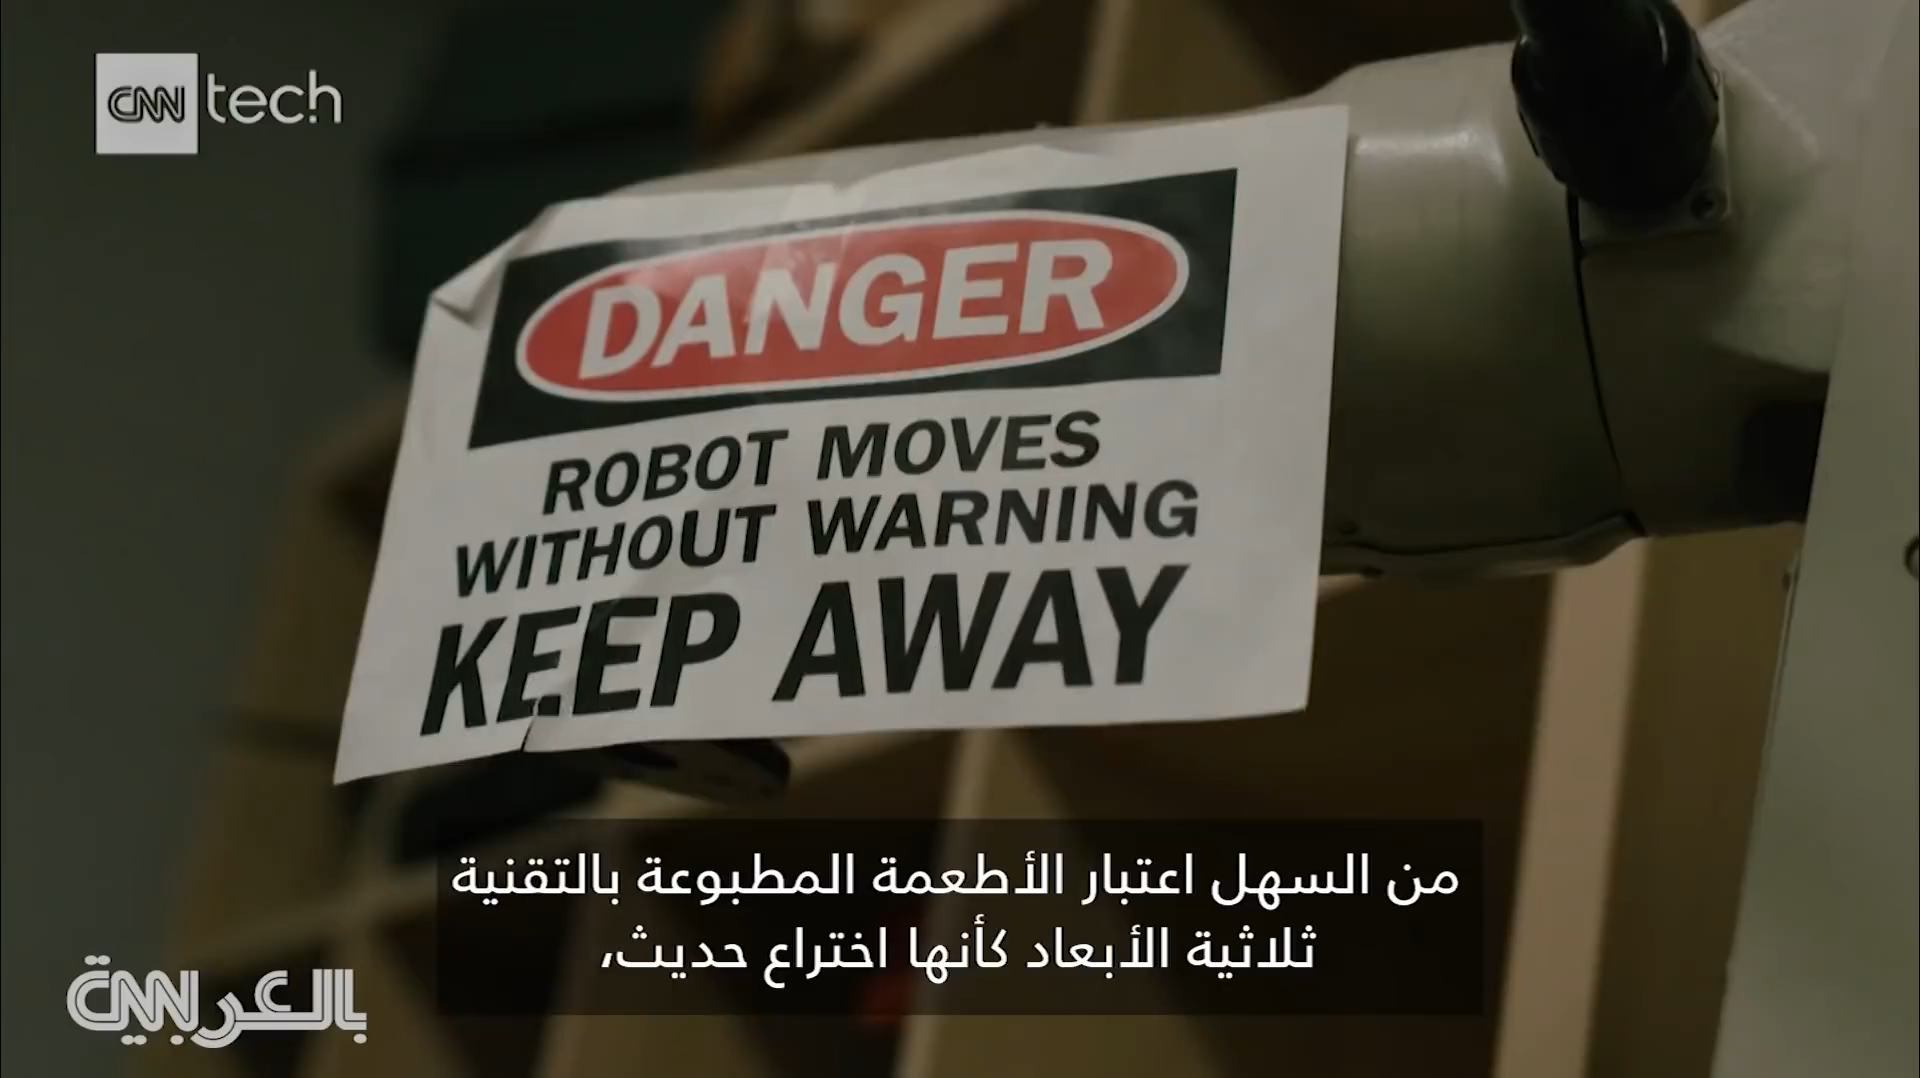 CNN tech
DANGER
ROBOT MOVES
WITHOUT WARNING
KEEP AWAY
من السهل اعتبار الأطعمة المطبوعة بالتقنية
ثلاثية الأبعاد كأنها اختراع حديث،
CNN بالعربية